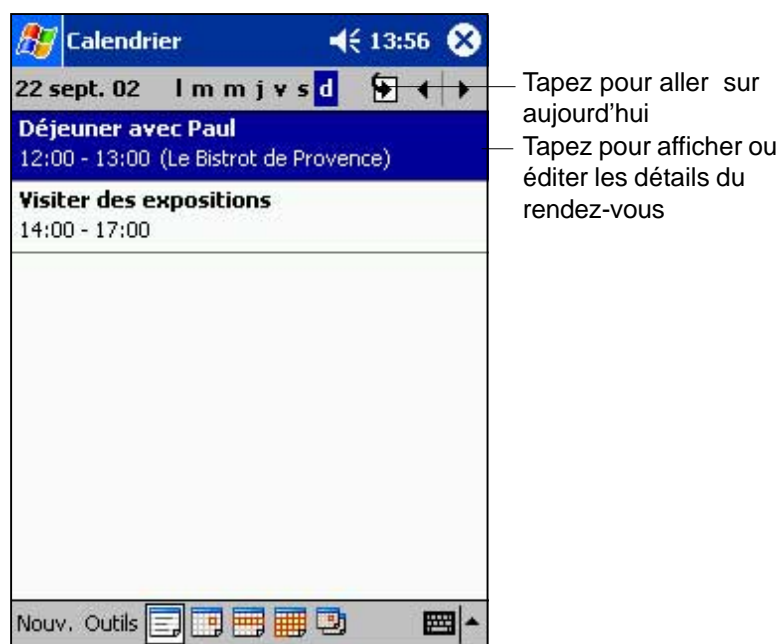 Calendrier 13:56
22 sept. 02 l m m j v s d
Déjeuner avec Paul
12:00 - 13:00 (Le Bistrot de Provence)
Visiter des expositions
14:00 - 17:00
Nouv. Outils
Tapez pour aller sur
aujourd'hui
Tapez pour afficher ou
éditer les détails du
rendez-vous